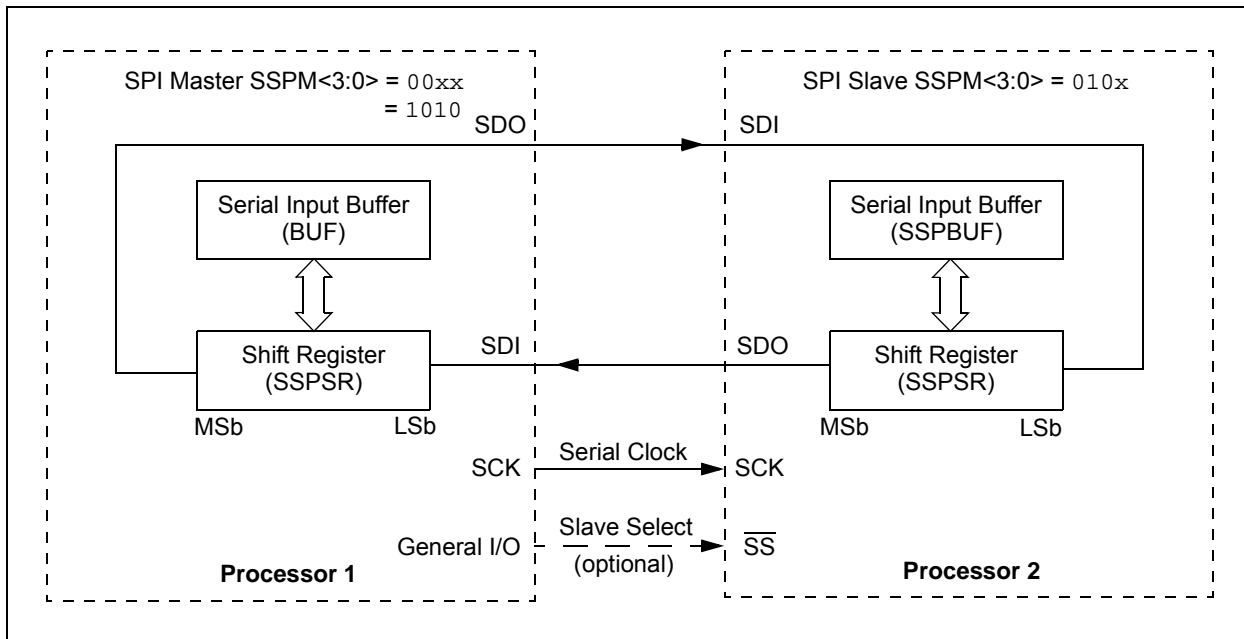 SPI Master SSPM<3:0> = 00xx
= 1010
SDO
Serial Input Buffer
(BUF)
SDI
Shift Register
(SSPSR)
MSb
LSb
SCK
General I/O
Processor 1
Serial Clock
Slave Select
(optional)
SPI Slave SSPM<3:0> = 010x
SDI
Serial Input Buffer
(SSPBUF)
SDO
Shift Register
(SSPSR)
MSb
LSb
SCK
S̅S̅
Processor 2